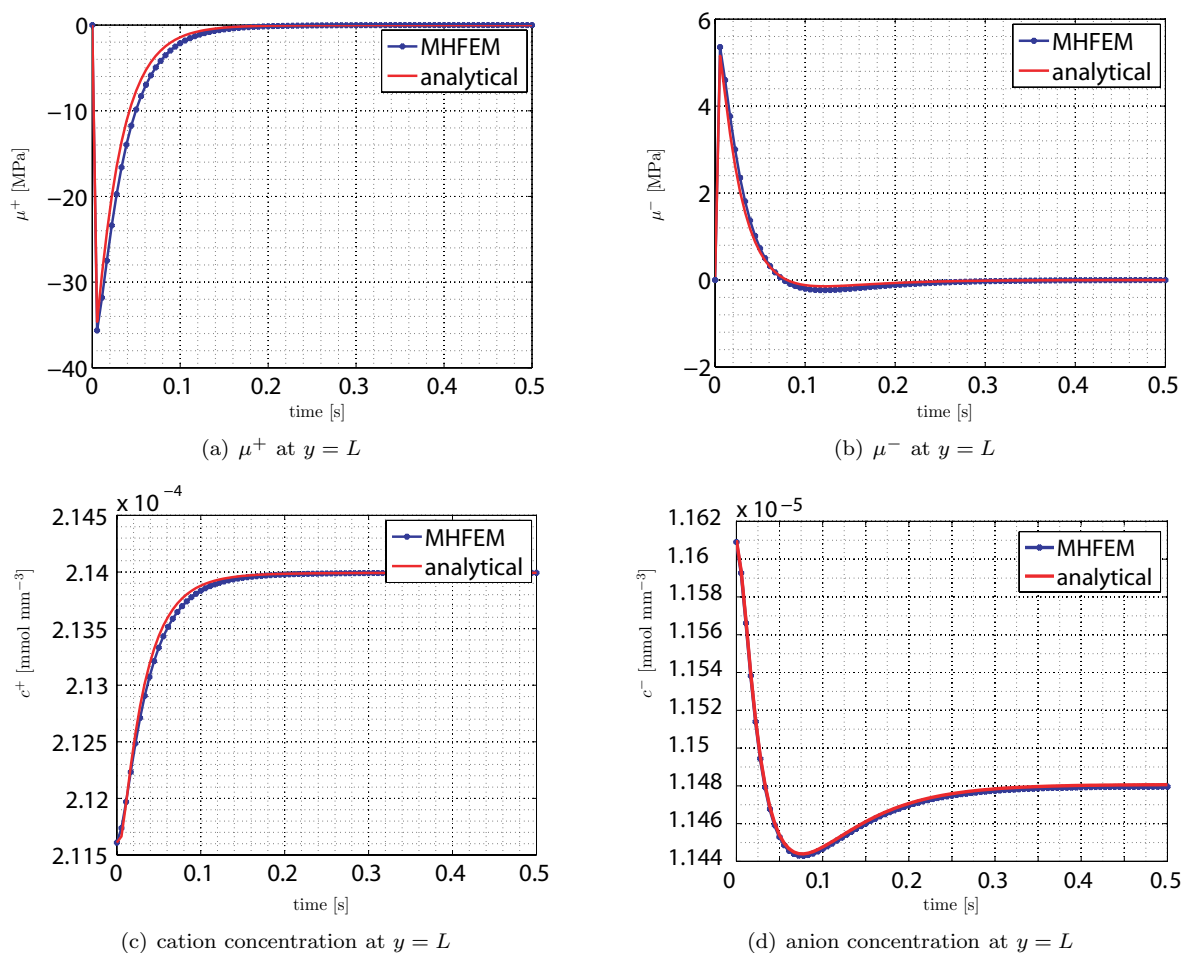 0
−10
−20
−30
−40
μ⁺ [MPa]
0 0.1 0.2 0.3 0.4 0.5
time [s]
MHFEM
analytical
(a) μ⁺ at y = L
6
4
2
0
−2
μ⁻ [MPa]
0 0.1 0.2 0.3 0.4 0.5
time [s]
MHFEM
analytical
(b) μ⁻ at y = L
x 10⁻⁴
2.145
2.14
2.135
2.13
2.125
2.12
2.115
c⁺ [mmol mm⁻³]
0 0.1 0.2 0.3 0.4 0.5
time [s]
MHFEM
analytical
(c) cation concentration at y = L
x 10⁻⁵
1.162
1.16
1.158
1.156
1.154
1.152
1.15
1.148
1.146
1.144
c⁻ [mmol mm⁻³]
0 0.1 0.2 0.3 0.4 0.5
time [s]
MHFEM
analytical
(d) anion concentration at y = L